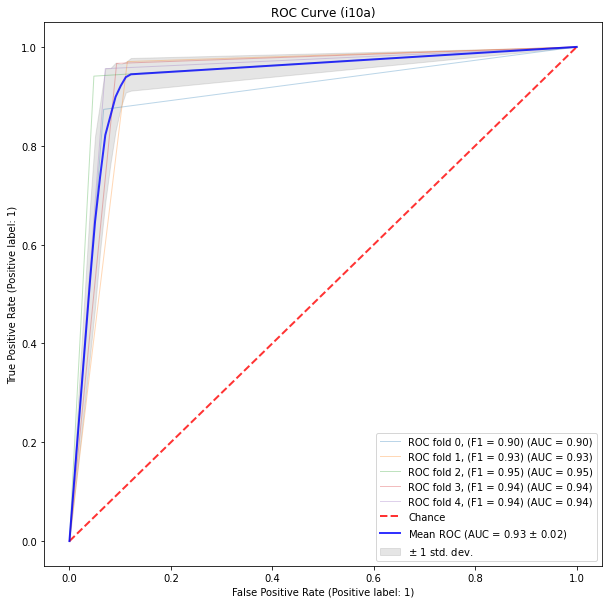 ROC Curve (i10a)
True Positive Rate (Positive label: 1)
1.0
0.8
0.6
0.4
0.2
0.0
ROC fold 0, (F1 = 0.90) (AUC = 0.90)
ROC fold 1, (F1 = 0.93) (AUC = 0.93)
ROC fold 2, (F1 = 0.95) (AUC = 0.95)
ROC fold 3, (F1 = 0.94) (AUC = 0.94)
ROC fold 4, (F1 = 0.94) (AUC = 0.94)
Chance
Mean ROC (AUC = 0.93 ± 0.02)
± 1 std. dev.
0.0 0.2 0.4 0.6 0.8 1.0
False Positive Rate (Positive label: 1)